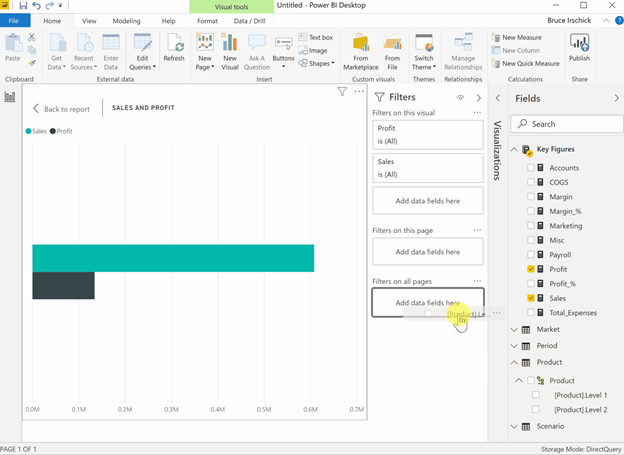 Visual tools
Untitled - Power BI Desktop
Bruce Irschick
File
Home
View
Modeling
Help
Format
Data / Drill
Paste
Get Data
Recent Sources
Enter Data
Edit Queries
Refresh
New Page
New Visual
Ask A Question
Buttons
Text box
Image
Shapes
From Marketplace
From File
Switch Theme
Manage Relationships
New Measure
New Column
New Quick Measure
Publish
Clipboard
External data
Insert
Custom visuals
Themes
Relationships
Calculations
Share
Back to report
SALES AND PROFIT
Sales
Profit
0.0M
0.1M
0.2M
0.3M
0.4M
0.5M
0.6M
0.7M
Filters
Filters on this visual
Profit
is (All)
Sales
is (All)
Add data fields here
Filters on this page
Add data fields here
Filters on all pages
Add data fields here
[Product].Le...
Visualizations
Fields
Search
Key Figures
Accounts
COGS
Margin
Margin_%
Marketing
Misc
Payroll
Profit
Profit_%
Sales
Total_Expenses
Market
Period
Product
Product
[Product].Level 1
[Product].Level 2
Scenario
PAGE 1 OF 1
Storage Mode: DirectQuery